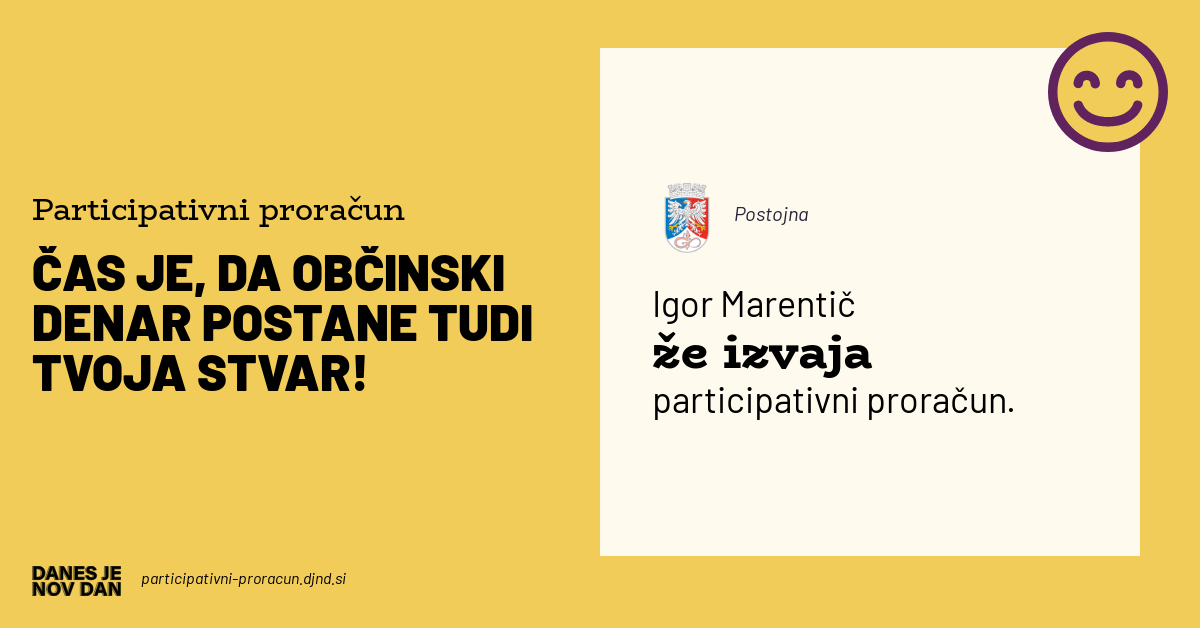 Participativni proračun
ČAS JE, DA OBČINSKI
DENAR POSTANE TUDI
TVOJA STVAR!
DANES JE
NOV DAN
participativni-proracun.djnd.si
Postojna
Igor Marentič
že izvaja
participativni proračun.